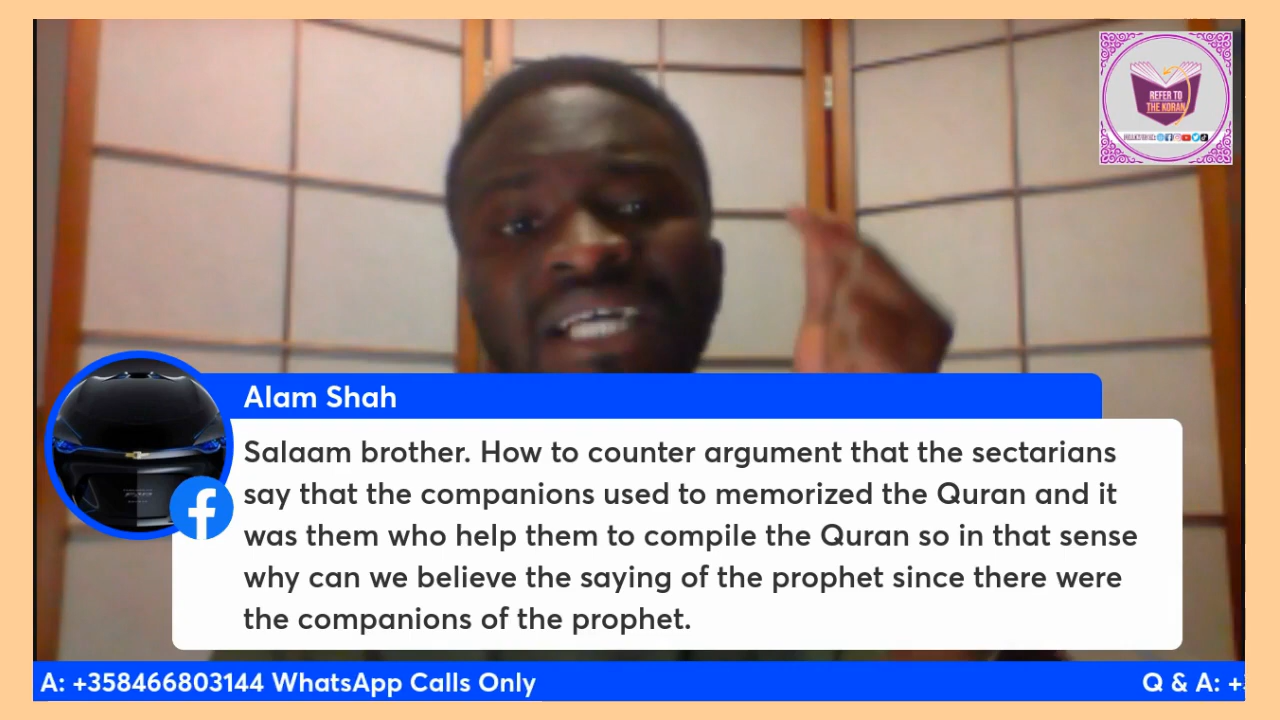 REFER TO
THE KORAN
Alam Shah
Salaam brother. How to counter argument that the sectarians
say that the companions used to memorized the Quran and it
was them who help them to compile the Quran so in that sense
why can we believe the saying of the prophet since there were
the companions of the prophet.
A: +358466803144 WhatsApp Calls Only
Q & A: +